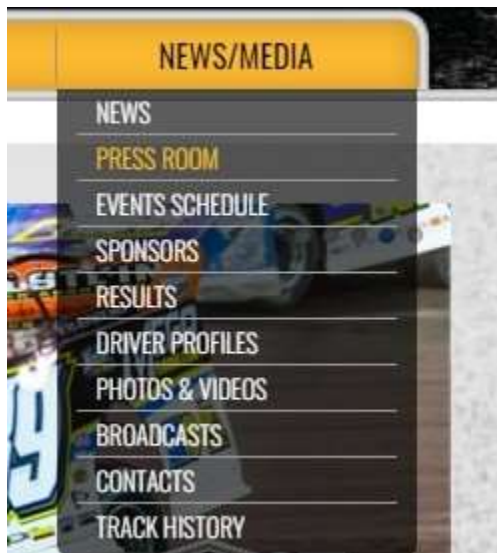 NEWS/MEDIA
NEWS
PRESS ROOM
EVENTS SCHEDULE
SPONSORS
RESULTS
DRIVER PROFILES
PHOTOS & VIDEOS
BROADCASTS
CONTACTS
TRACK HISTORY